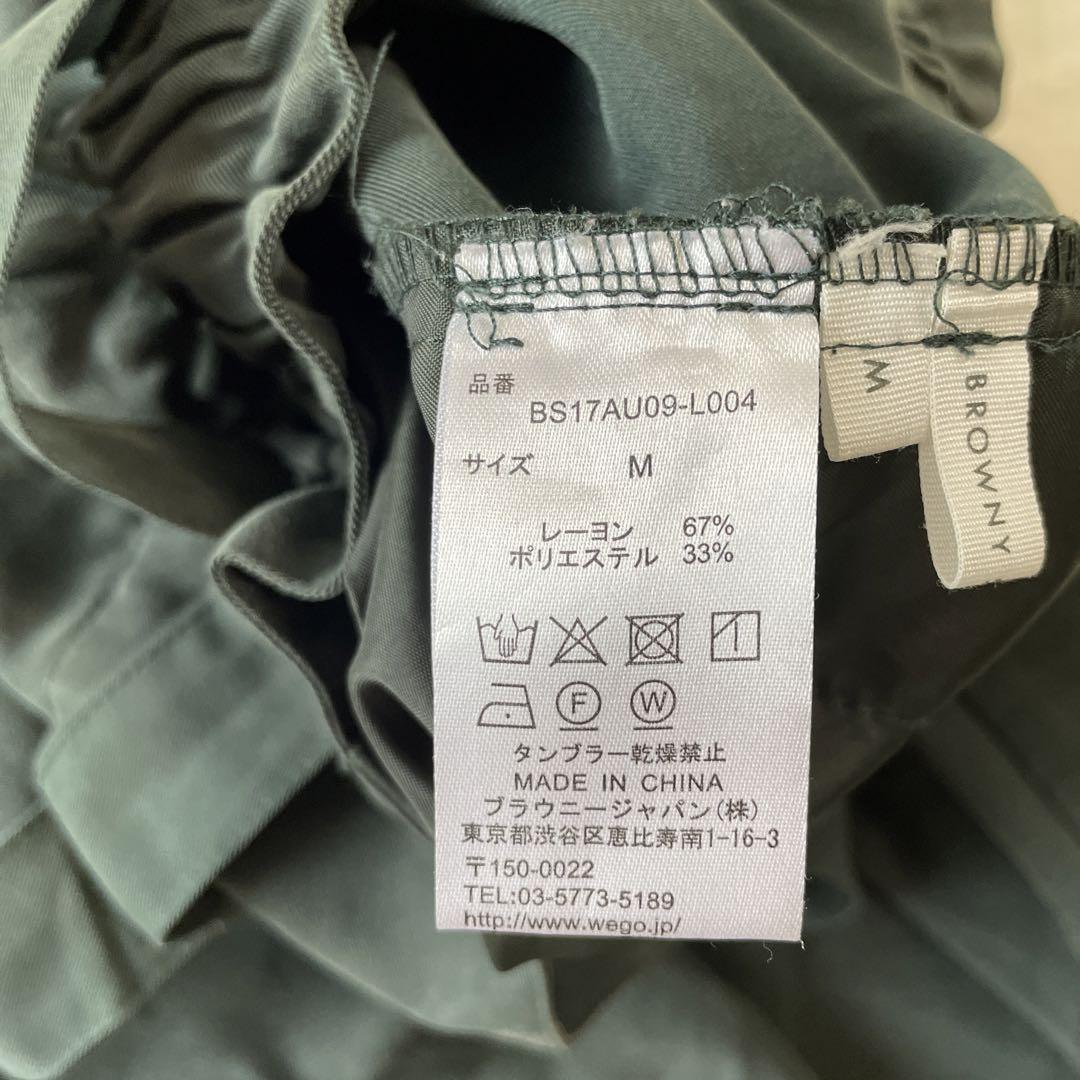 品番
BS17AU09-L004
サイズ M
レーヨン 67%
ポリエステル 33%
F W
タンブラー乾燥禁止
MADE IN CHINA
ブラウニージャパン(株)
東京都渋谷区恵比寿南1-16-3
〒150-0022
TEL:03-5773-5189
http://www.wego.jp/
M
BROWNY